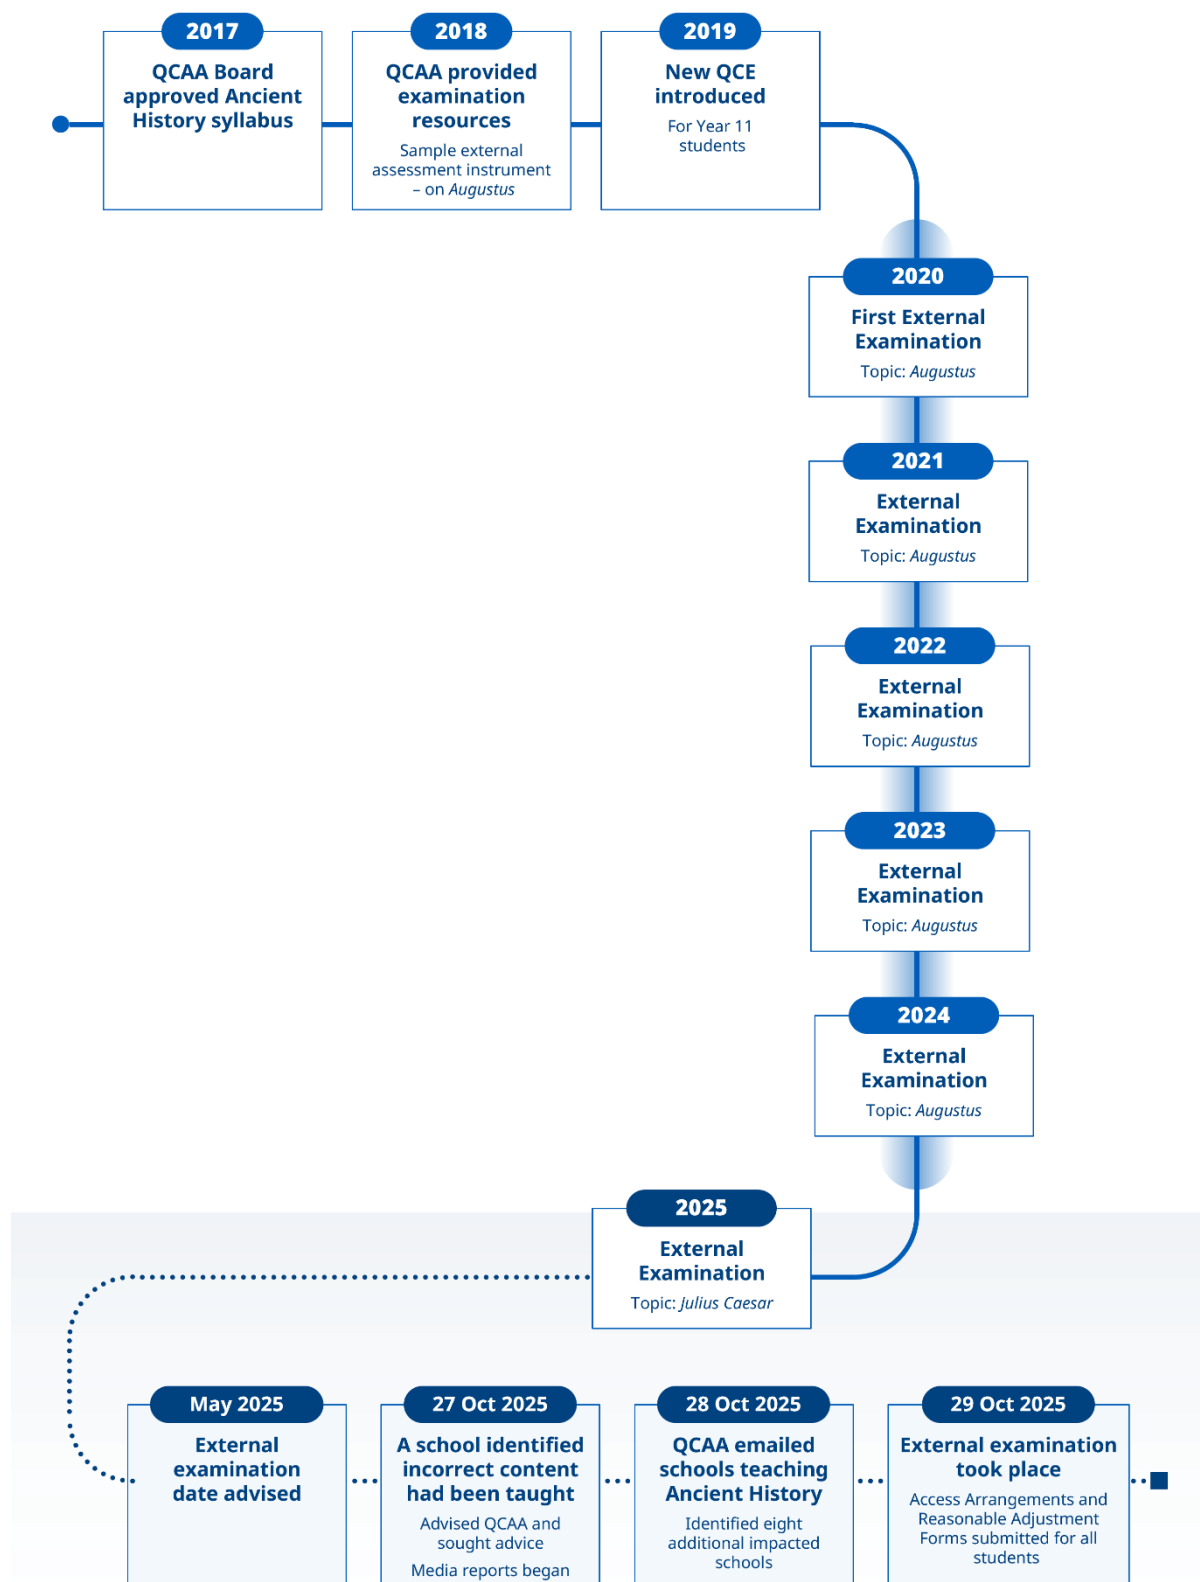 2017
QCAA Board
approved Ancient
History syllabus
2018
QCAA provided
examination
resources
Sample external
assessment instrument
– on Augustus
2019
New QCE
introduced
For Year 11
students
2020
First External
Examination
Topic: Augustus
2021
External
Examination
Topic: Augustus
2022
External
Examination
Topic: Augustus
2023
External
Examination
Topic: Augustus
2024
External
Examination
Topic: Augustus
2025
External
Examination
Topic: Julius Caesar
May 2025
External
examination
date advised
27 Oct 2025
A school identified
incorrect content
had been taught
Advised QCAA and
sought advice
Media reports began
28 Oct 2025
QCAA emailed
schools teaching
Ancient History
Identified eight
additional impacted
schools
29 Oct 2025
External examination
took place
Access Arrangements and
Reasonable Adjustment
Forms submitted for all
students